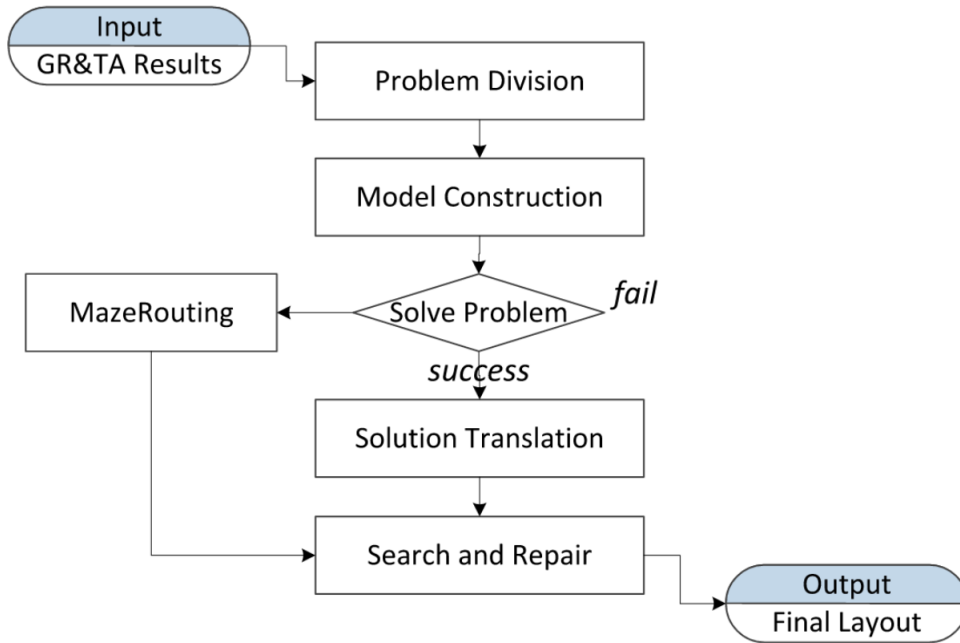 Input
GR&TA Results
Problem Division
Model Construction
MazeRouting
Solve Problem
fail
success
Solution Translation
Search and Repair
Output
Final Layout